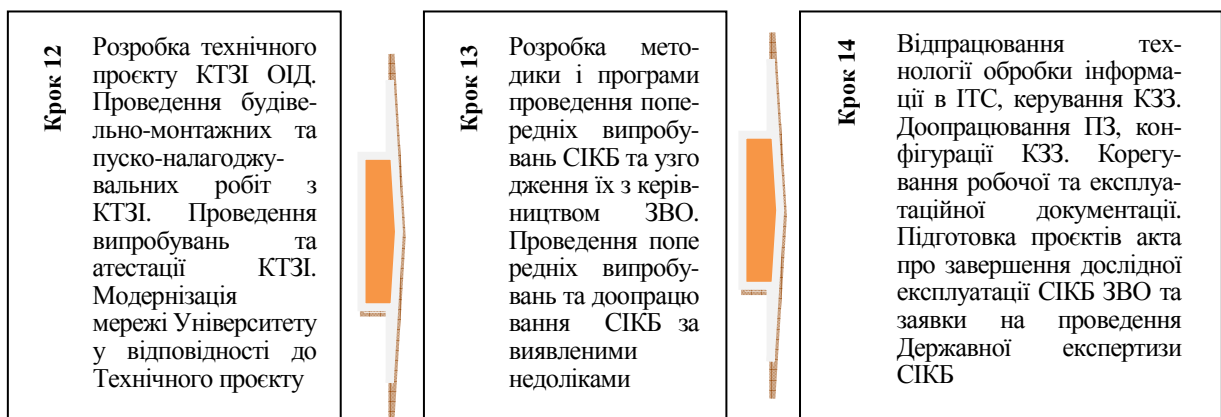 Крок 12
Розробка технічного
проєкту КТЗІ ОІД.
Проведення будіве-
льно-монтажних та
пуско-налагоджу-
вальних робіт з
КТЗІ. Проведення
випробувань та
атестації КТЗІ.
Модернізація
мережі Університету
у відповідності до
Технічного проєкту
Крок 13
Розробка мето-
дики і програми
проведення попе-
редніх випробу-
вань СІКБ та узго
дження їх з керів-
ництвом ЗВО.
Проведення попе
редніх випробу-
вань та доопрацю
вання СІКБ за
виявленими
недоліками
Крок 14
Відпрацювання тех-
нології обробки інформа-
ції в ІТС, керування КЗЗ.
Доопрацювання ПЗ, кон-
фігурації КЗЗ. Корегу-
вання робочої та експлуа-
таційної документації.
Підготовка проєктів акта
про завершення дослідної
експлуатації СІКБ ЗВО та
заявки на проведення
Державної експертизи
СІКБ